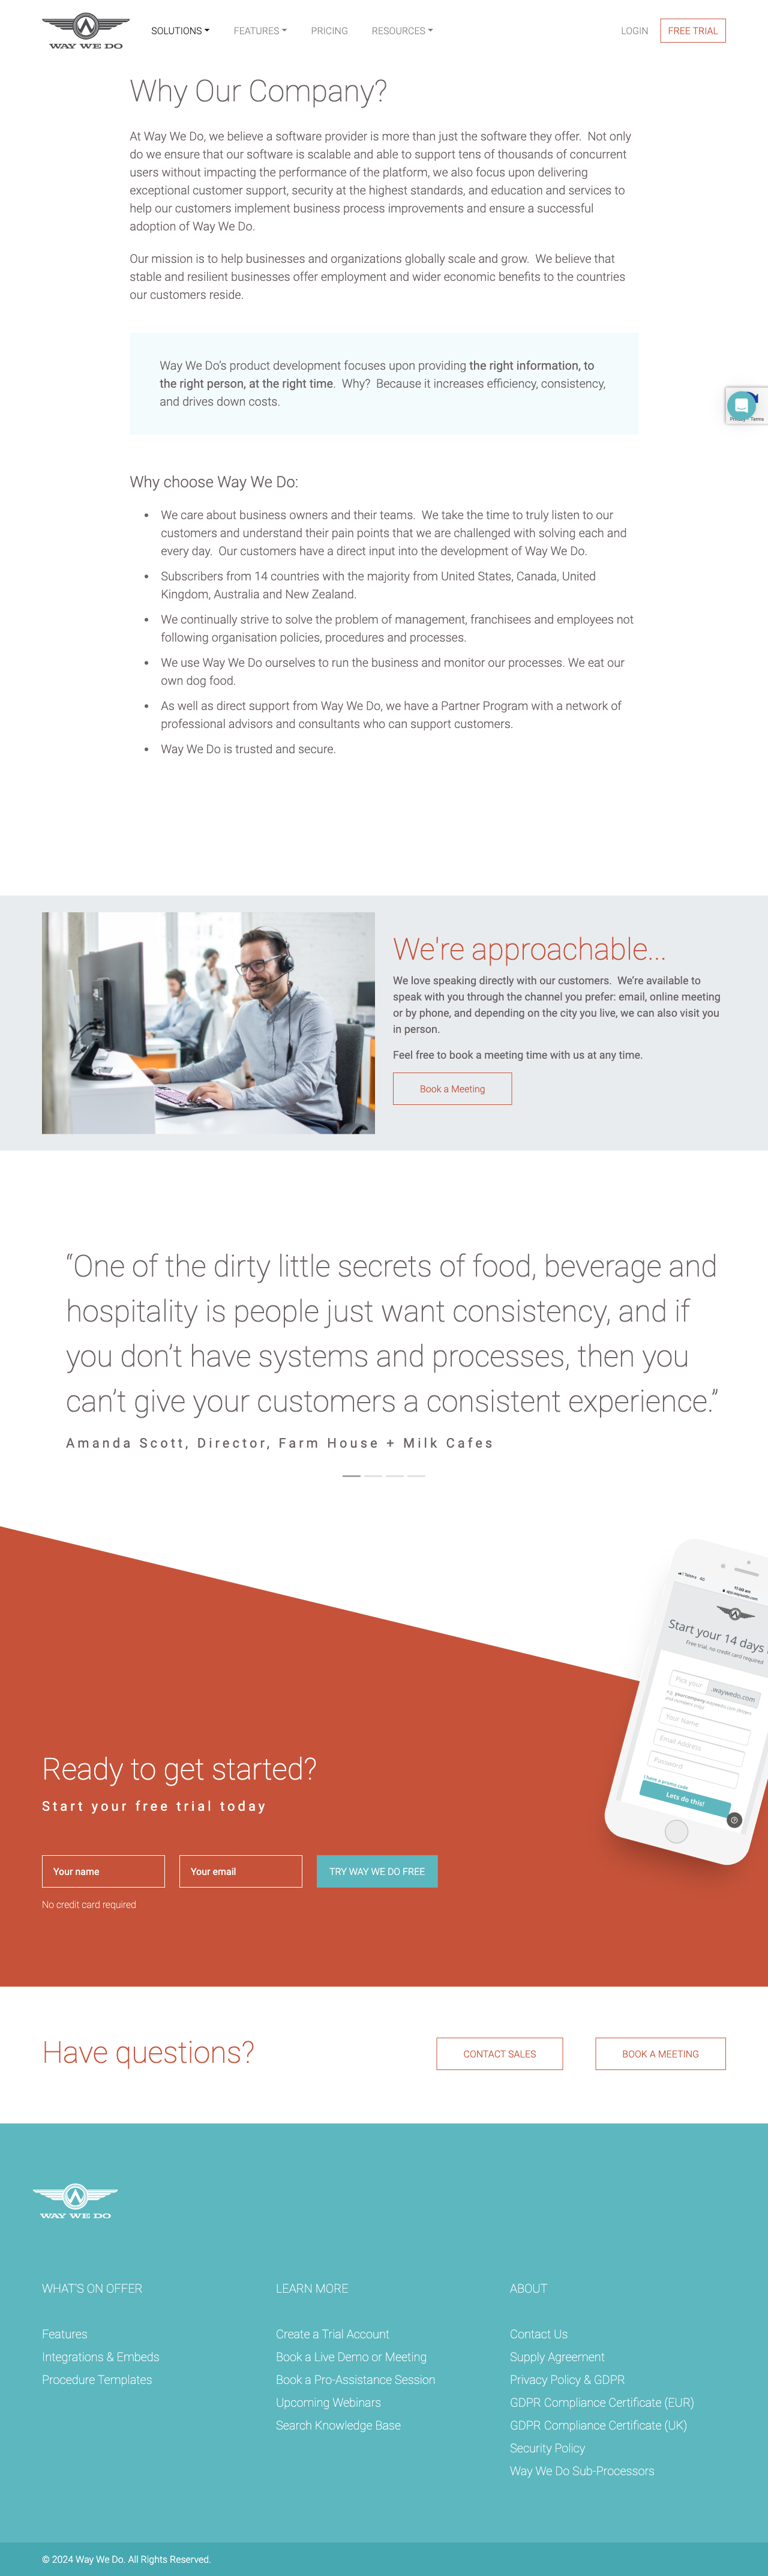 WAY WE DO
SOLUTIONS
FEATURES
PRICING
RESOURCES
LOGIN
FREE TRIAL
Why Our Company?
At Way We Do, we believe a software provider is more than just the software they offer. Not only
do we ensure that our software is scalable and able to support tens of thousands of concurrent
users without impacting the performance of the platform, we also focus upon delivering
exceptional customer support, security at the highest standards, and education and services to
help our customers implement business process improvements and ensure a successful
adoption of Way We Do.
Our mission is to help businesses and organizations globally scale and grow. We believe that
stable and resilient businesses offer employment and wider economic benefits to the countries
our customers reside.
Way We Do's product development focuses upon providing the right information, to
the right person, at the right time. Why? Because it increases efficiency, consistency,
and drives down costs.
Terms
Why choose Way We Do:
• We care about business owners and their teams. We take the time to truly listen to our
customers and understand their pain points that we are challenged with solving each and
every day. Our customers have a direct input into the development of Way We Do.
• Subscribers from 14 countries with the majority from United States, Canada, United
Kingdom, Australia and New Zealand.
• We continually strive to solve the problem of management, franchisees and employees not
following organisation policies, procedures and processes.
• We use Way We Do ourselves to run the business and monitor our processes. We eat our
own dog food.
• As well as direct support from Way We Do, we have a Partner Program with a network of
professional advisors and consultants who can support customers.
• Way We Do is trusted and secure.
We're approachable...
We love speaking directly with our customers. We're available to
speak with you through the channel you prefer: email, online meeting
or by phone, and depending on the city you live, we can also visit you
in person.
Feel free to book a meeting time with us at any time.
Book a Meeting
“One of the dirty little secrets of food, beverage and
hospitality is people just want consistency, and if
you don’t have systems and processes, then you
can’t give your customers a consistent experience.”
Amanda Scott, Director, Farm House + Milk Cafes
Start your 14 days
Free trial, no credit card required
Pick your
.waywedo.com
Your Name
Email Address
Password
I have a promo code
Lets do this!
Ready to get started?
Start your free trial today
Your name
Your email
TRY WAY WE DO FREE
No credit card required
Have questions?
CONTACT SALES
BOOK A MEETING
WAY WE DO
WHAT'S ON OFFER
Features
Integrations & Embeds
Procedure Templates
LEARN MORE
Create a Trial Account
Book a Live Demo or Meeting
Book a Pro-Assistance Session
Upcoming Webinars
Search Knowledge Base
ABOUT
Contact Us
Supply Agreement
Privacy Policy & GDPR
GDPR Compliance Certificate (EUR)
GDPR Compliance Certificate (UK)
Security Policy
Way We Do Sub-Processors
© 2024 Way We Do. All Rights Reserved.